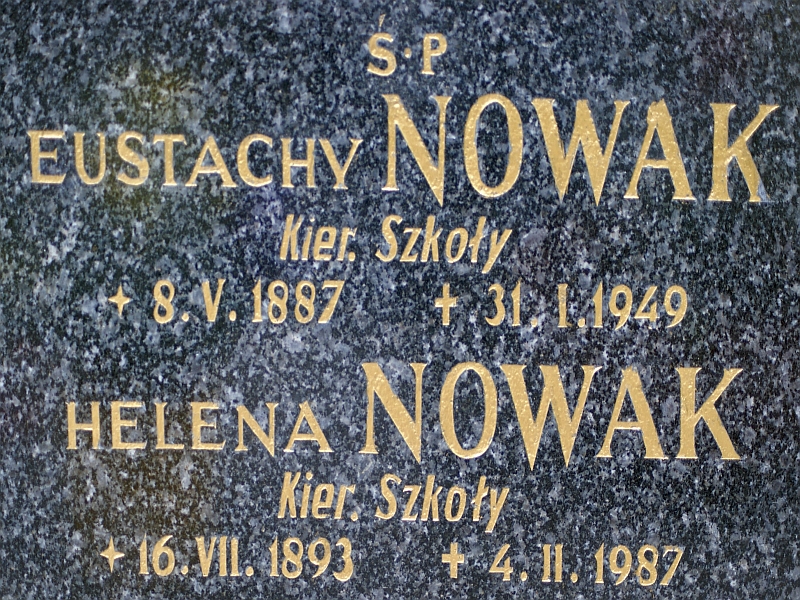 Ś·P
EUSTACHY NOWAK
Kier. Szkoły
✦ 8.V.1887 ✝ 31.I.1949
HELENA NOWAK
Kier. Szkoły
✦ 16.VII.1893 ✝ 4.II.1987